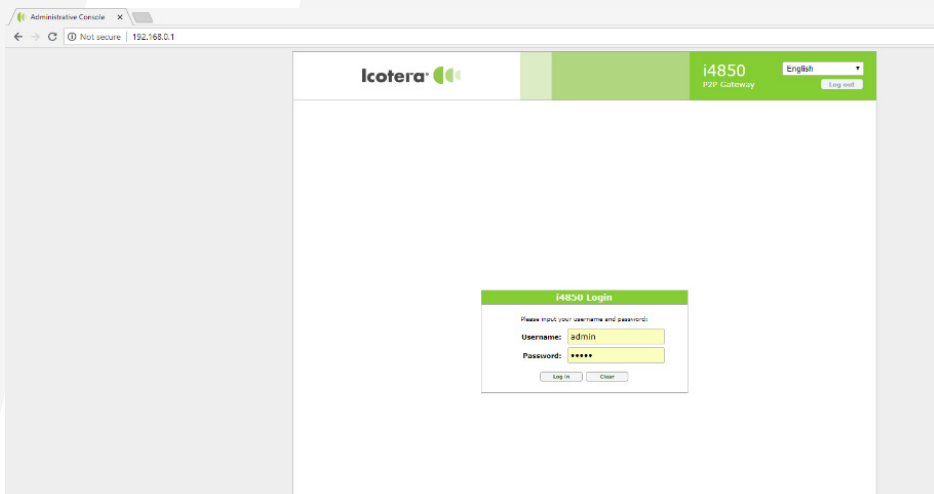 Administrative Console
Not secure | 192.168.0.1
Icotera
i4850
P2P Gateway
English
Log out
i4850 Login
Please input your username and password:
Username: admin
Password: •••••
Log in
Clear